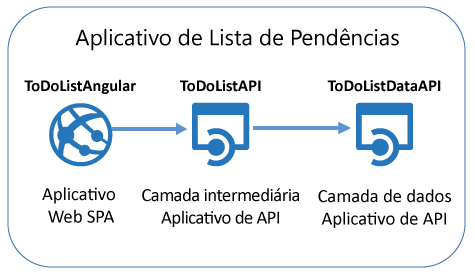 Aplicativo de Lista de Pendências
ToDoListAngular
ToDoListAPI
ToDoListDataAPI
Aplicativo
Web SPA
Camada intermediária
Aplicativo de API
Camada de dados
Aplicativo de API